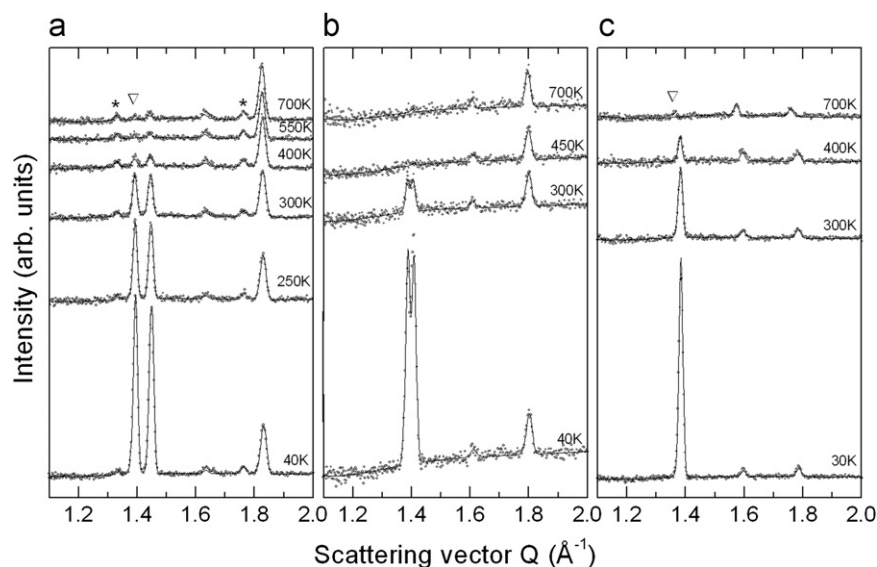 a b c
* ▽ * ▽
700K 700K 700K
550K
400K 450K 400K
300K 300K 300K
250K
40K 40K 30K
1.2 1.4 1.6 1.8 2.0 1.2 1.4 1.6 1.8 2.0 1.2 1.4 1.6 1.8 2.0
Intensity (arb. units)
Scattering vector Q (Å⁻¹)